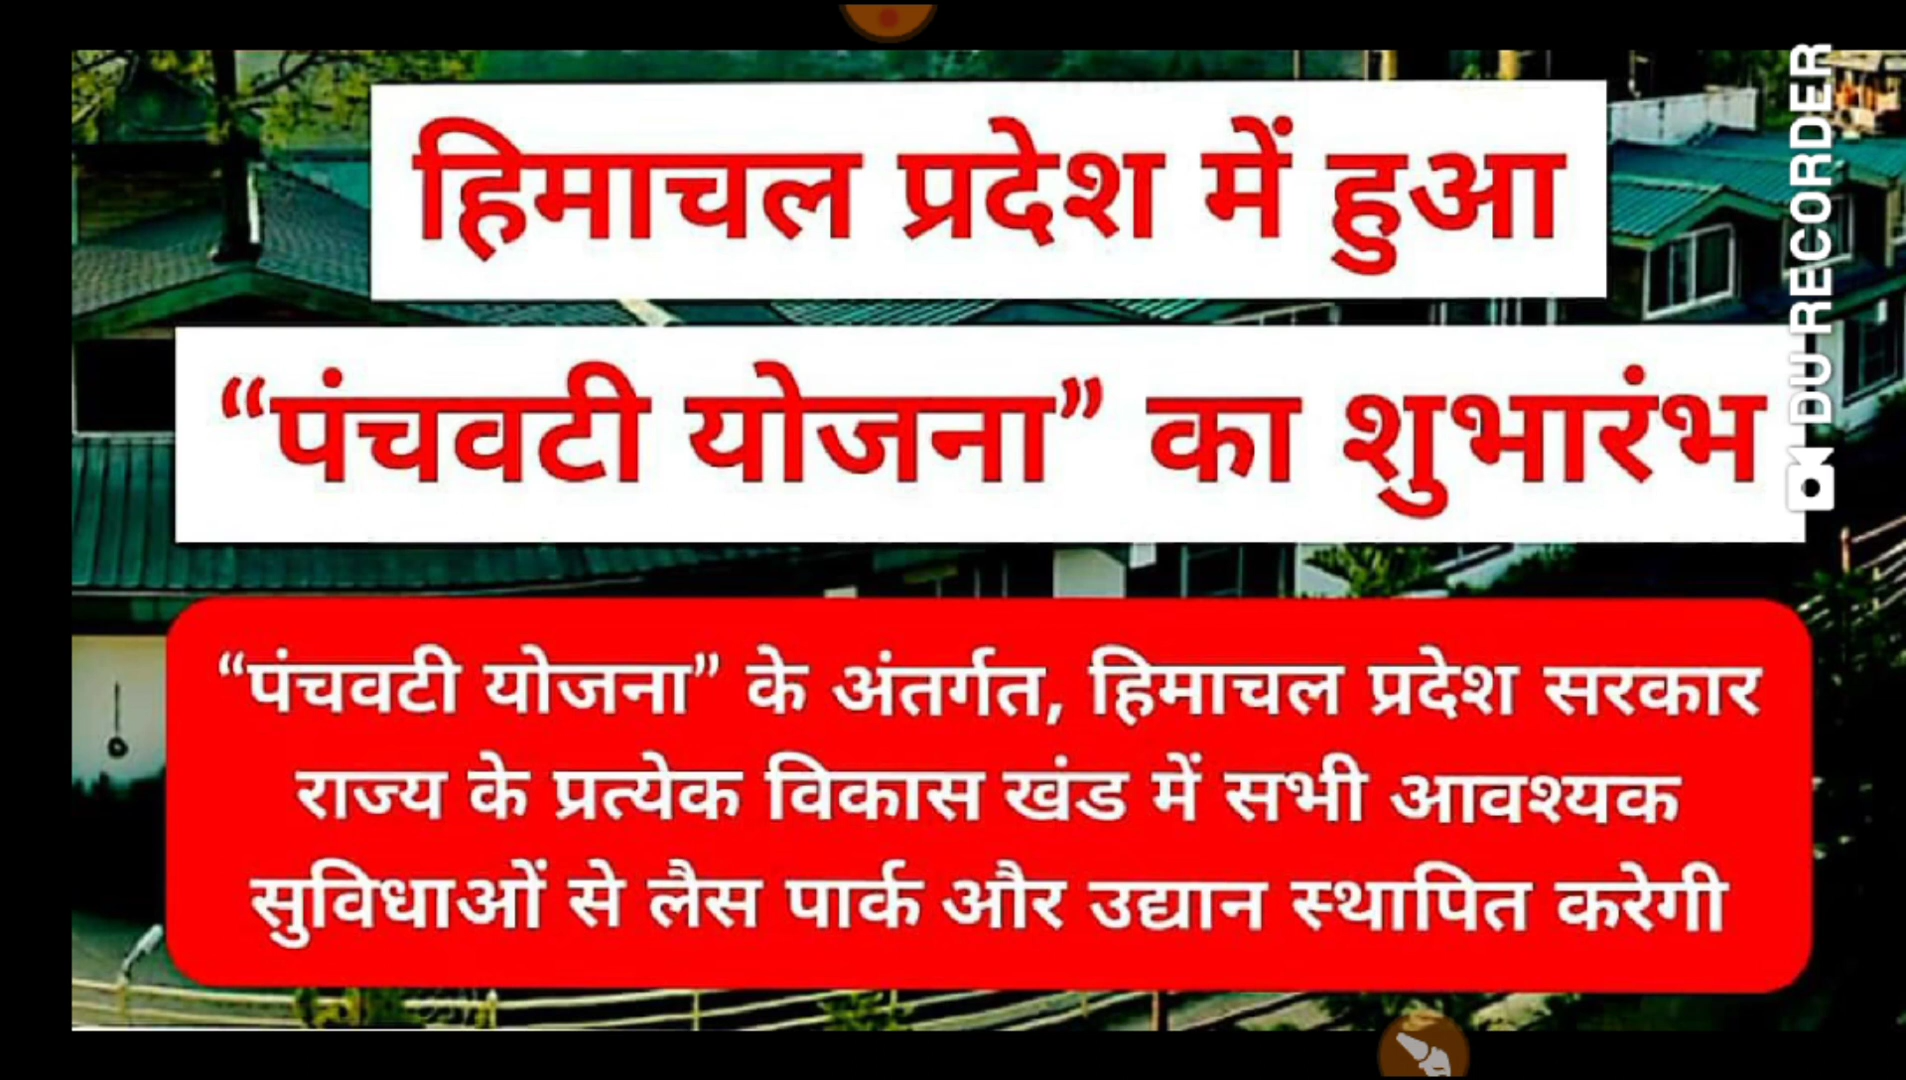 हिमाचल प्रदेश में हुआ
“पंचवटी योजना” का शुभारंभ
“पंचवटी योजना” के अंतर्गत, हिमाचल प्रदेश सरकार
राज्य के प्रत्येक विकास खंड में सभी आवश्यक
सुविधाओं से लैस पार्क और उद्यान स्थापित करेगी
DU RECORDER